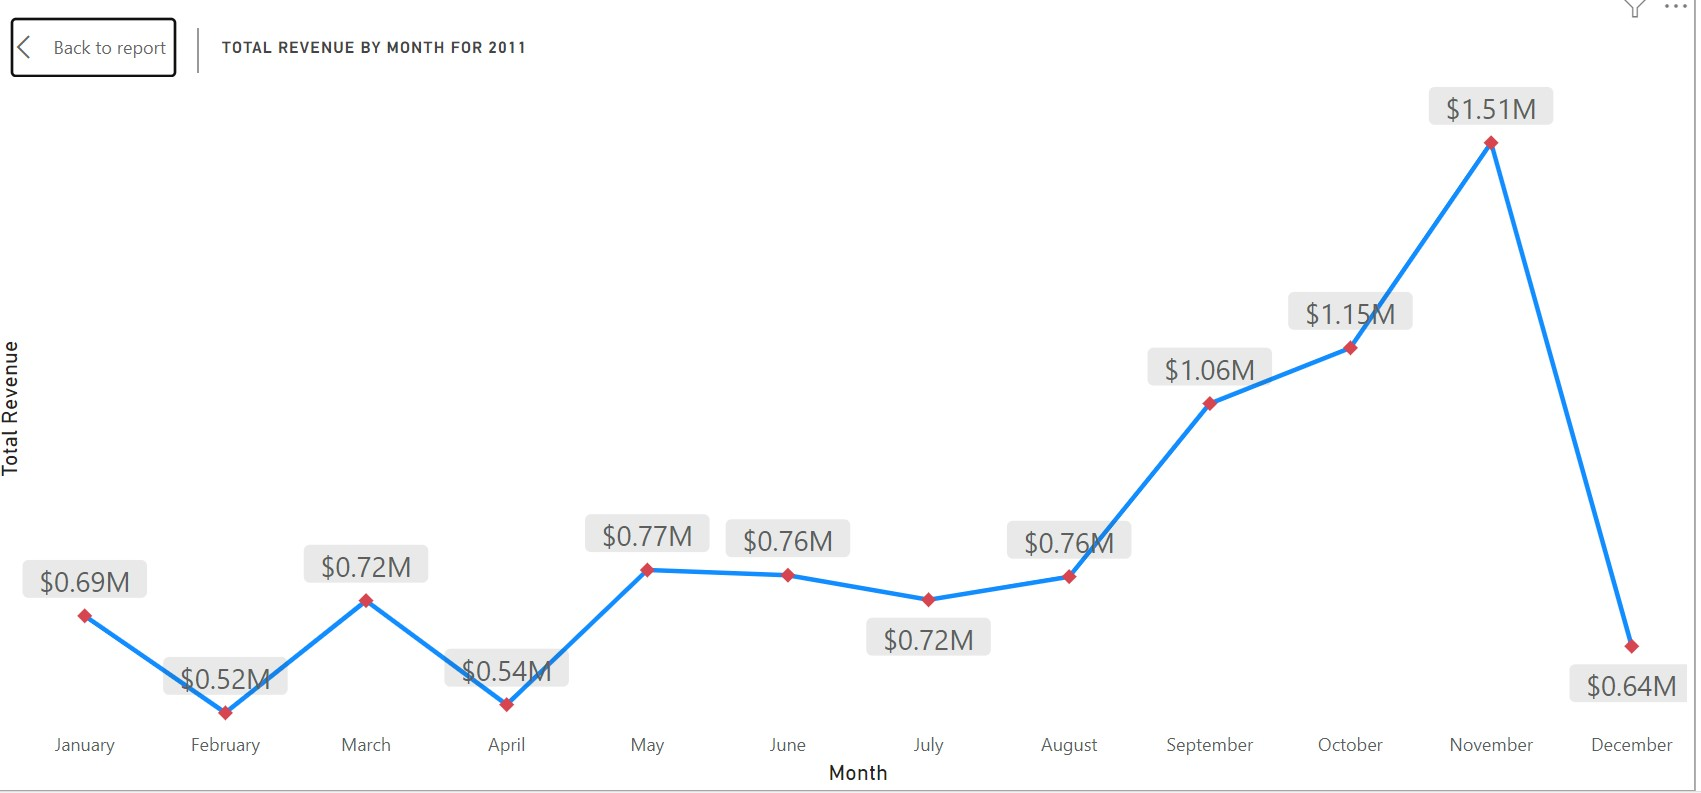 Back to report
TOTAL REVENUE BY MONTH FOR 2011
Total Revenue
$0.69M
$0.52M
$0.72M
$0.54M
$0.77M
$0.76M
$0.72M
$0.76M
$1.06M
$1.15M
$1.51M
$0.64M
January February March April May June July August September October November December
Month